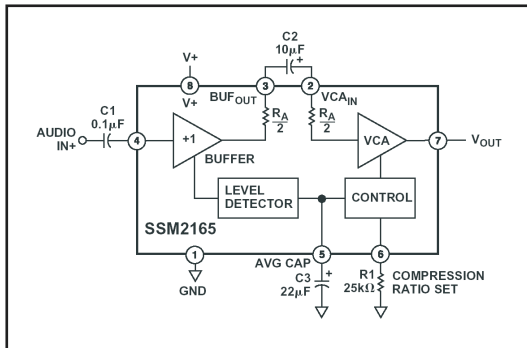 C2
10µF
+
V+
8
V+
3
BUFOUT
2
VCAIN
C1
0.1µF
AUDIO
IN+
4
+1
BUFFER
RA
2
RA
2
VCA
7
VOUT
LEVEL
DETECTOR
CONTROL
SSM2165
1
GND
AVG CAP
5
C3
22µF
+
6
R1
25kΩ
COMPRESSION
RATIO SET